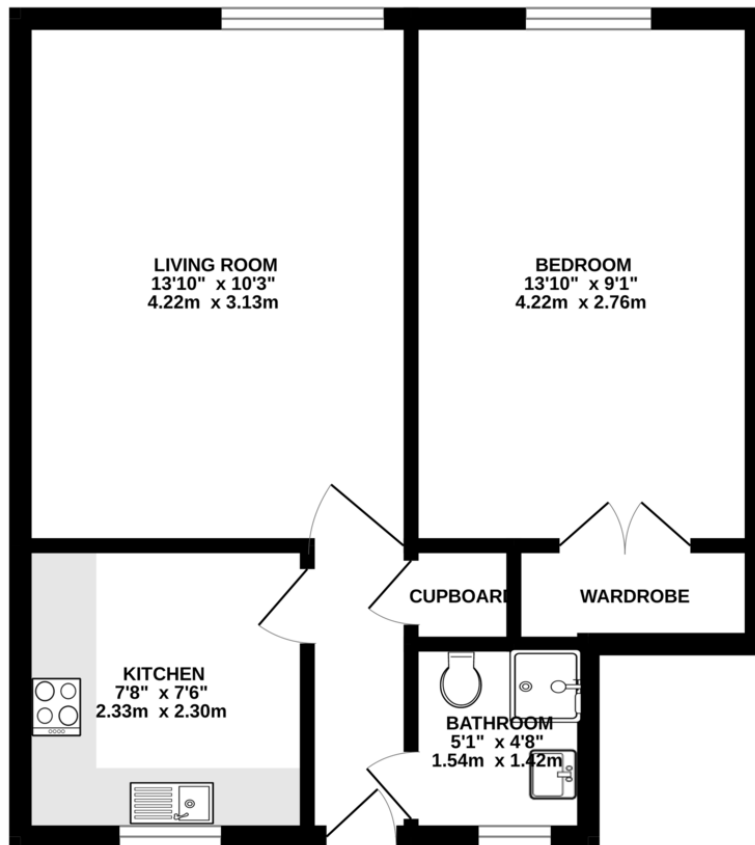 LIVING ROOM
13'10" x 10'3"
4.22m x 3.13m
BEDROOM
13'10" x 9'1"
4.22m x 2.76m
CUPBOARD
WARDROBE
KITCHEN
7'8" x 7'6"
2.33m x 2.30m
BATHROOM
5'1" x 4'8"
1.54m x 1.42m